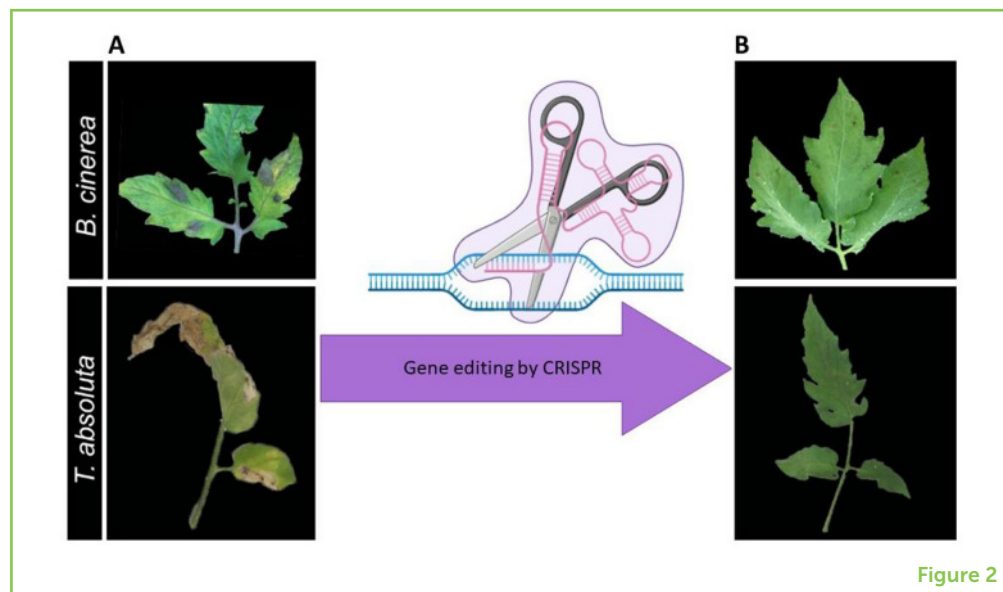 A
B
B. cinerea
T. absoluta
Gene editing by CRISPR
Figure 2